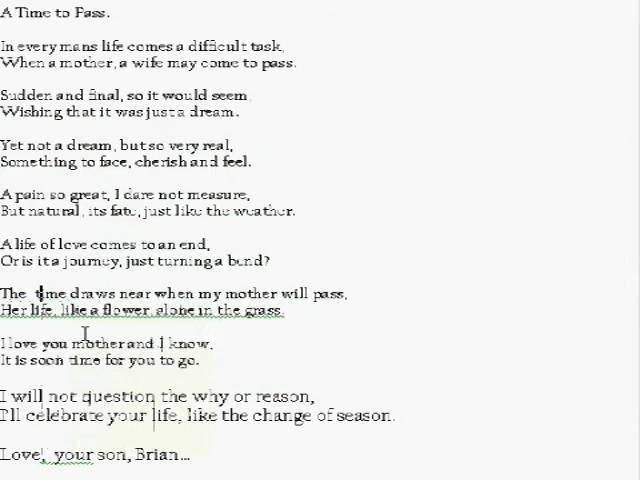 A Time to Pass.
In every mans life comes a difficult task,
When a mother, a wife may come to pass.
Sudden and final, so it would seem,
Wishing that it was just a dream.
Yet not a dream, but so very real,
Something to face, cherish and feel.
A pain so great, I dare not measure,
But natural, its fate, just like the weather.
A life of love comes to an end,
Or is it a journey, just turning a bend?
The time draws near when my mother will pass,
Her life, like a flower, alone in the grass.
I love you mother and I know,
It is soon time for you to go.
I will not question the why or reason,
I'll celebrate your life, like the change of season.
Love, your son, Brian...